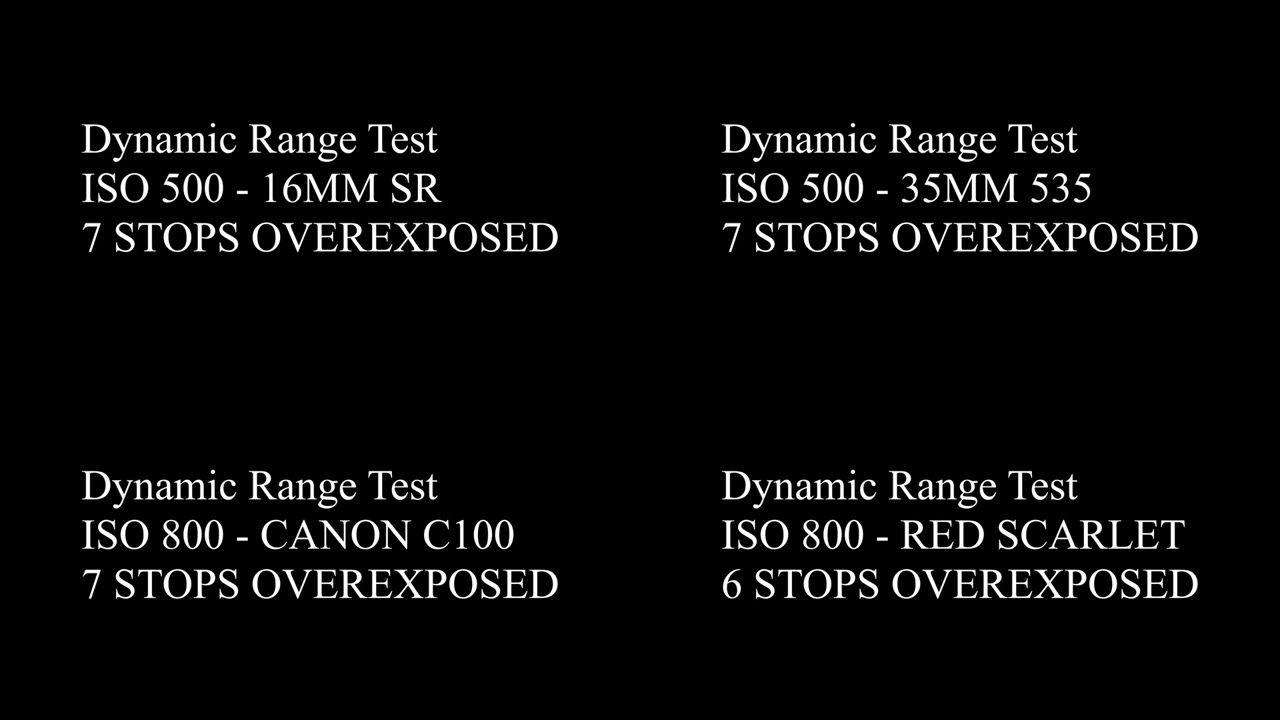 Dynamic Range Test
ISO 500 - 16MM SR
7 STOPS OVEREXPOSED
Dynamic Range Test
ISO 500 - 35MM 535
7 STOPS OVEREXPOSED
Dynamic Range Test
ISO 800 - CANON C100
7 STOPS OVEREXPOSED
Dynamic Range Test
ISO 800 - RED SCARLET
6 STOPS OVEREXPOSED